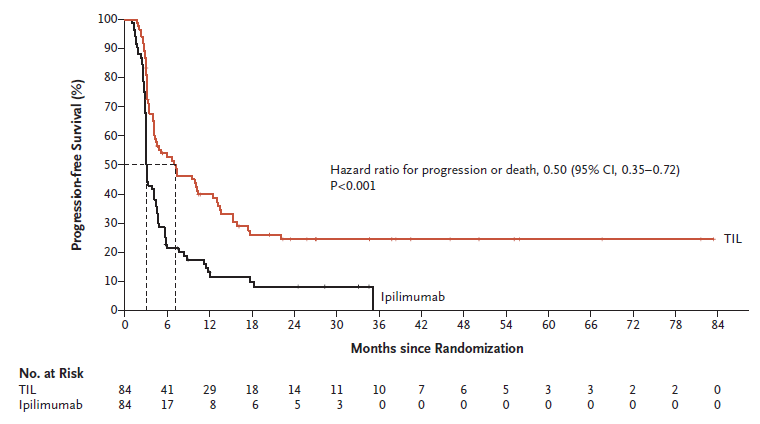 100
90
80
70
60
50
40
30
20
10
0
Progression-free Survival (%)
Hazard ratio for progression or death, 0.50 (95% CI, 0.35–0.72)
P<0.001
TIL
Ipilimumab
0 6 12 18 24 30 36 42 48 54 60 66 72 78 84
Months since Randomization
No. at Risk
TIL 84 41 29 18 14 11 10 7 6 5 3 3 2 2 0
Ipilimumab 84 17 8 6 5 3 0 0 0 0 0 0 0 0 0